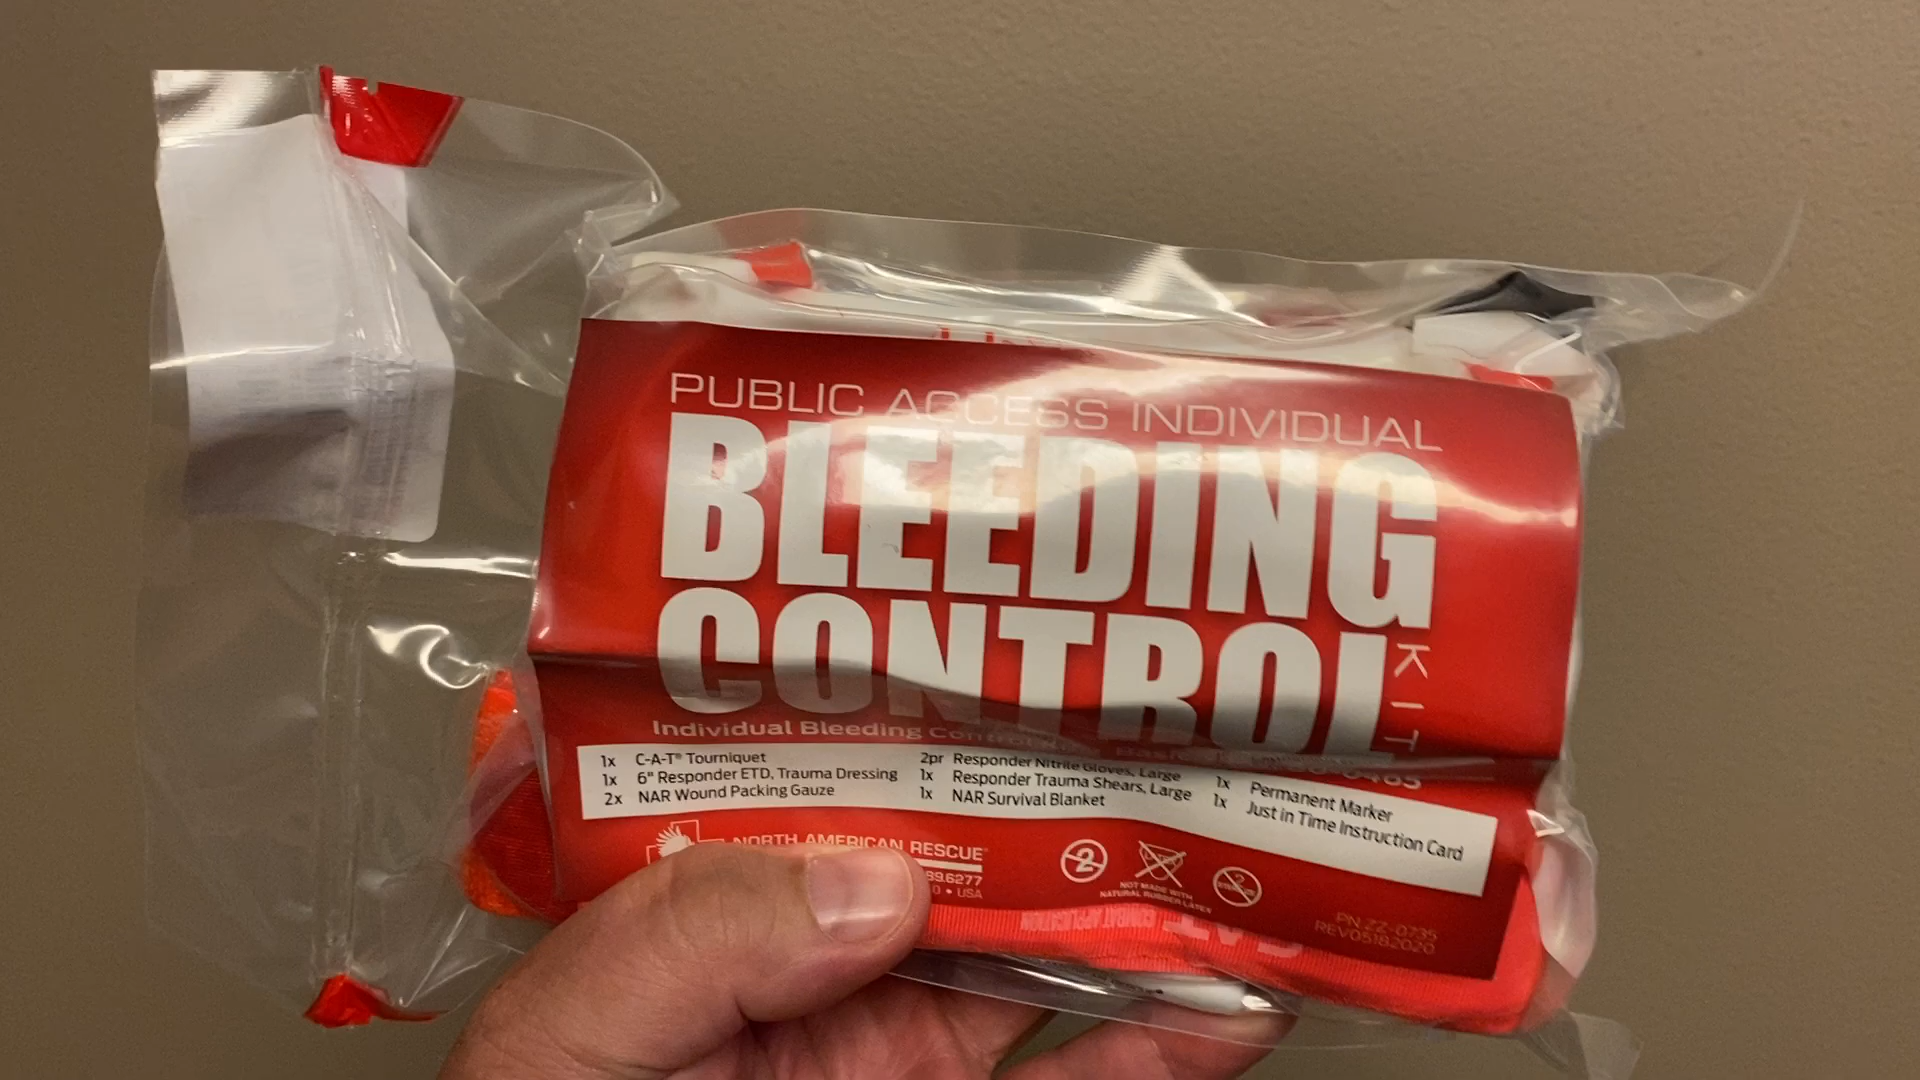 PUBLIC ACCESS INDIVIDUAL
BLEEDING
CONTROL
KIT
Individual Bleeding Control
1x C-A-T® Tourniquet
1x 6" Responder ETD, Trauma Dressing
2x NAR Wound Packing Gauze
2pr Responder Nitrile Gloves, Large
1x Responder Trauma Shears, Large
1x NAR Survival Blanket
1x Permanent Marker
1x Just in Time Instruction Card
NORTH AMERICAN RESCUE®
89.6277
• USA
2
NOT MADE WITH
NATURAL RUBBER LATEX
PN ZZ-0735
REV05182020